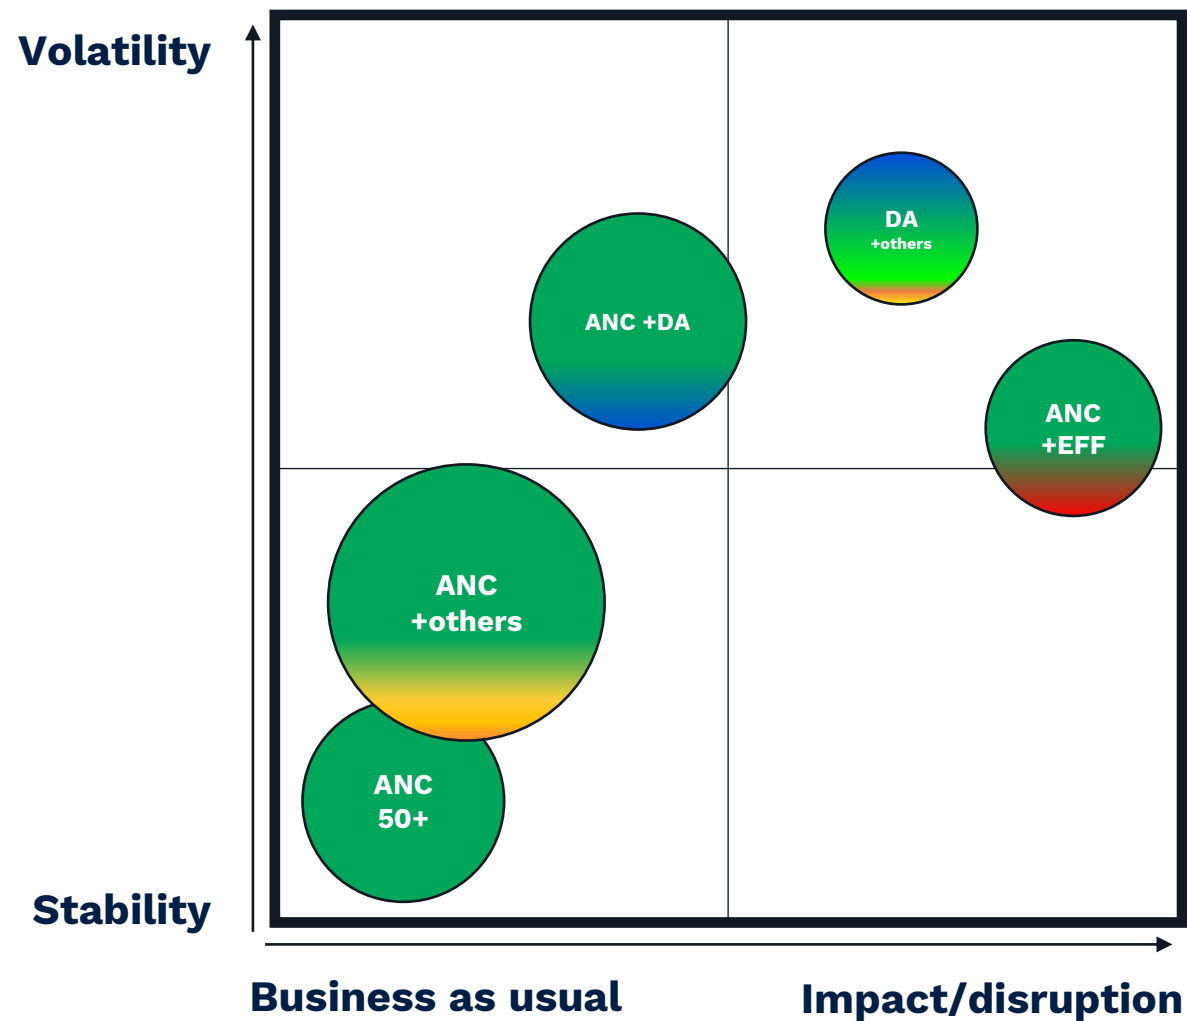 Volatility
DA
+others
ANC +DA
ANC
+EFF
ANC
+others
ANC
50+
Stability
Business as usual
Impact/disruption